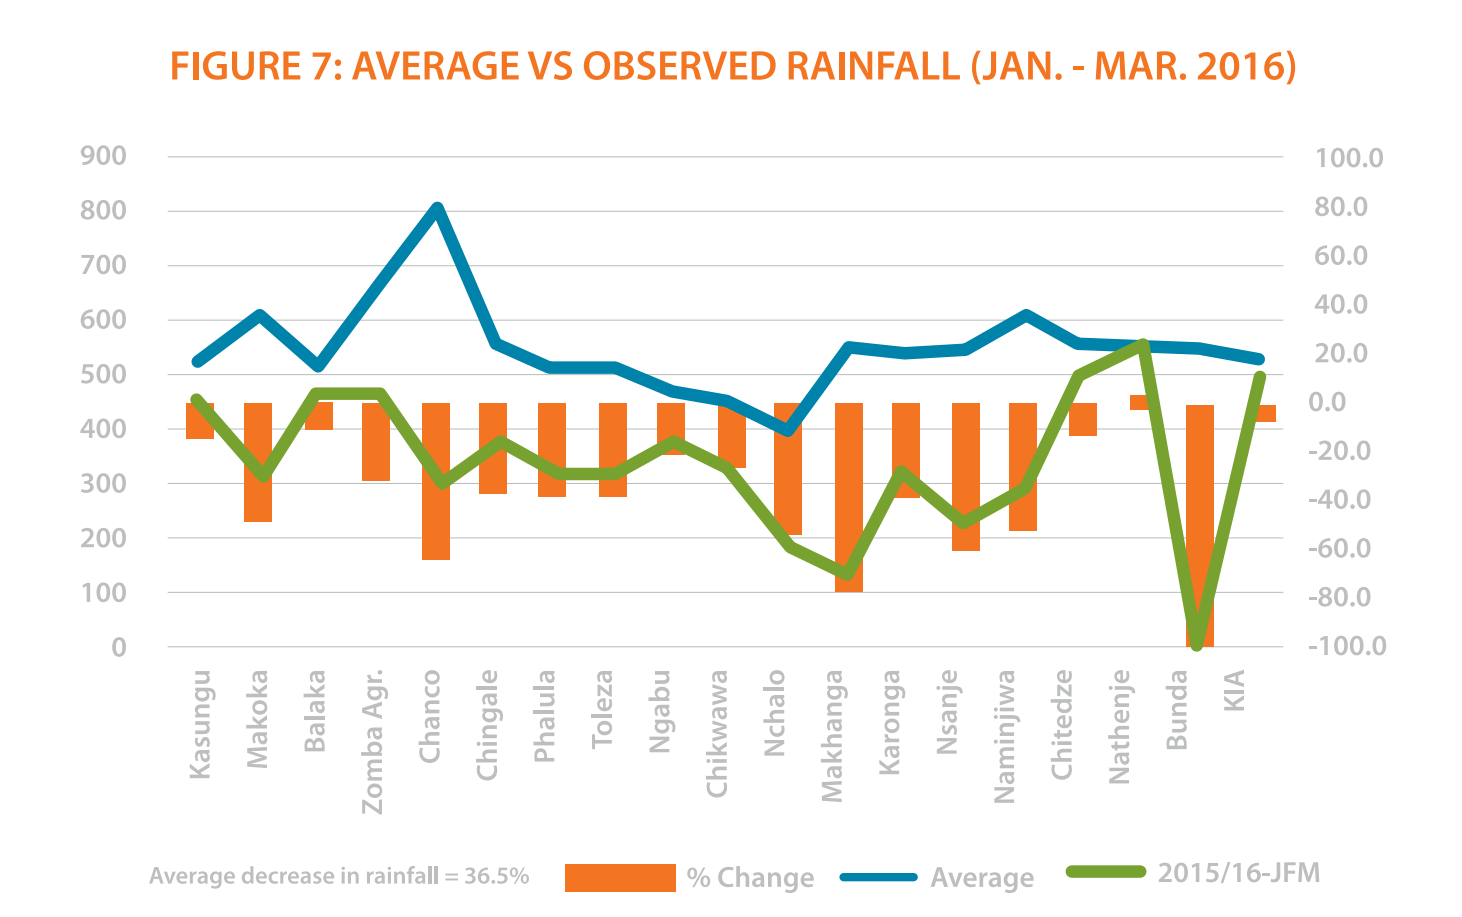 FIGURE 7: AVERAGE VS OBSERVED RAINFALL (JAN. - MAR. 2016)
900
800
700
600
500
400
300
200
100
0
100.0
80.0
60.0
40.0
20.0
0.0
-20.0
-40.0
-60.0
-80.0
-100.0
Kasungu
Makoka
Balaka
Zomba Agr.
Chanco
Chingale
Phalula
Toleza
Ngabu
Chikwawa
Nchalo
Makhanga
Karonga
Nsanje
Naminjiwa
Chitedze
Nathenje
Bunda
KIA
Average decrease in rainfall = 36.5%
% Change
Average
2015/16-JFM